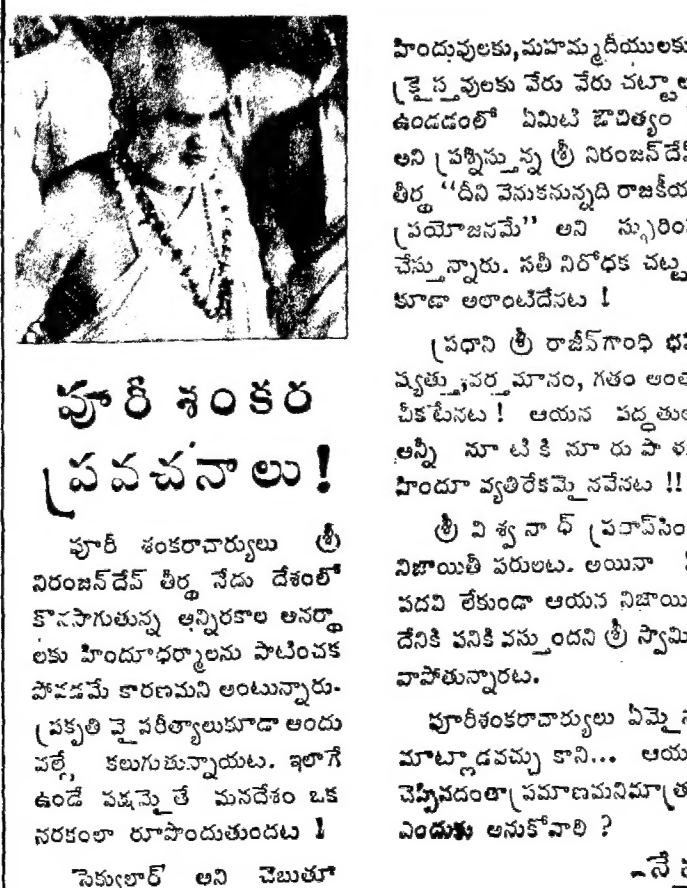 పూరీ శంకర
ప్రవచనాలు!
పూరీ శంకరాచార్యులు శ్రీ
నిరంజన్‌దేవ్ తీర్థ నేడు దేశంలో
కొనసాగుతున్న అన్నిరకాల అనర్థా
లకు హిందూధర్మాలను పాటించక
పోవడమే కారణమని అంటున్నారు.
ప్రకృతి వైపరీత్యాలుకూడా అందు
వల్లే కలుగుతున్నాయట. ఇలాగే
ఉండే పక్షమైతే మనదేశం ఒక
నరకంలా రూపొందుతుందట !
'సెక్యులార్' అని చెబుతూ
హిందువులకు, మహమ్మదీయులకు
క్రైస్తవులకు వేరు వేరు చట్టాల
ఉండడంలో ఏమిటి ఔచిత్యం
అని ప్రశ్నిస్తున్న శ్రీ నిరంజన్‌దేవ్
తీర్థ "దీని వెనుకనున్నది రాజకీయ
ప్రయోజనమే" అని స్ఫురింప
చేస్తున్నారు. సతీ నిరోధక చట్ట
కూడా అలాంటిదేనట !
ప్రధాని శ్రీ రాజీవ్‌గాంధి భవి
ష్యత్తు, వర్తమానం, గతం అంతా
చీకటేనట ! ఆయన పద్ధతుల
అన్నీ నూటికి నూరుపాళ
హిందూ వ్యతిరేకమైనవేనట !!
శ్రీ విశ్వనాధ్ ప్రతాప్‌సింగ
నిజాయితీ పరులట. అయినా
పదవి లేకుండా ఆయన నిజాయి
దేనికి పనికి వస్తుందని శ్రీ స్వామి
వాపోతున్నారట.
పూరీశంకరాచార్యులు ఏమైన
మాట్లాడవచ్చు కాని... ఆయ
చెప్పినదంతా ప్రమాణమనిమాత్ర
ఎందుకు అనుకోవాలి ?